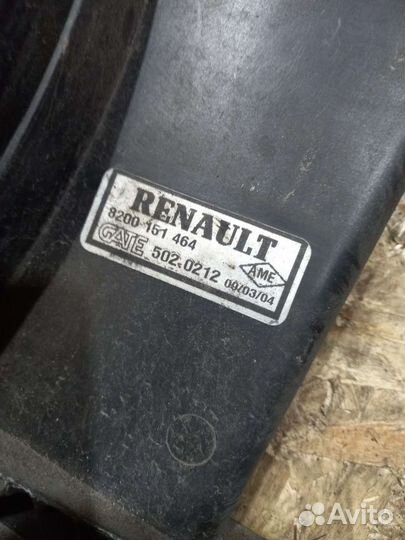 RENAULT
8200 151 464
GATE 502.0212 09/03/04
AME
Avito